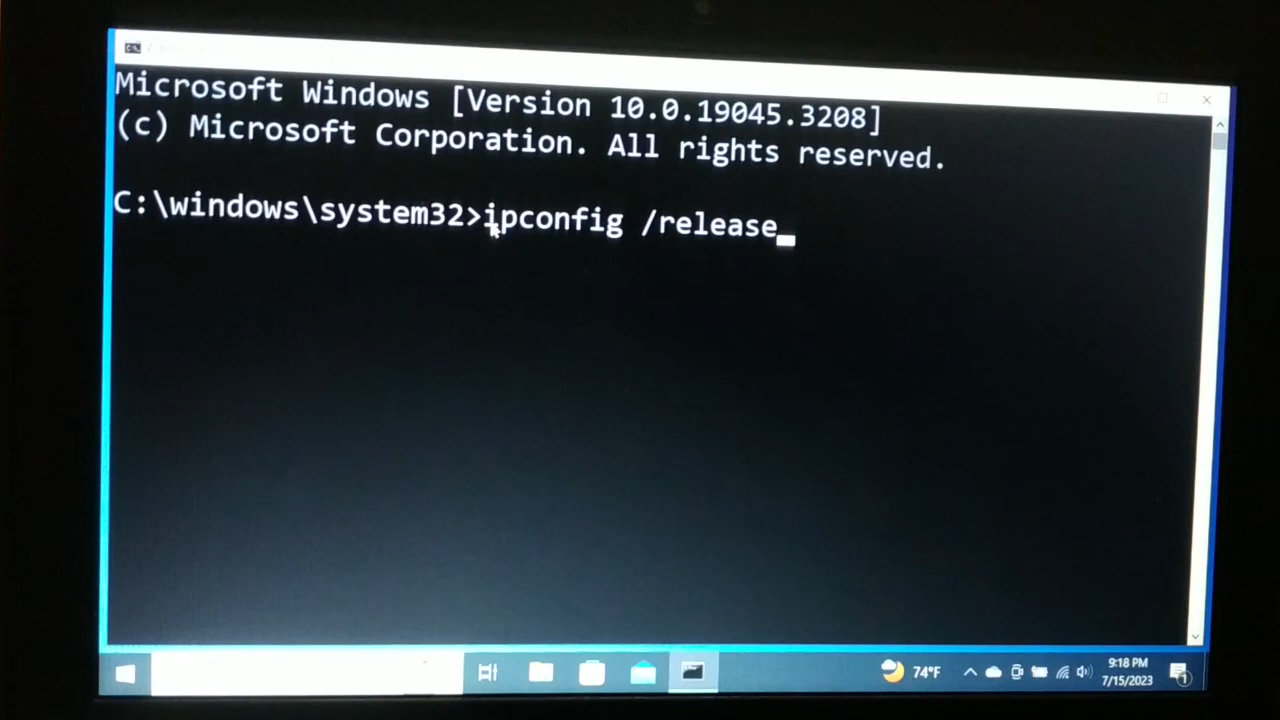 Microsoft Windows [Version 10.0.19045.3208]
(c) Microsoft Corporation. All rights reserved.
C:\windows\system32>ipconfig /release
74°F
9:18 PM
7/15/2023
1